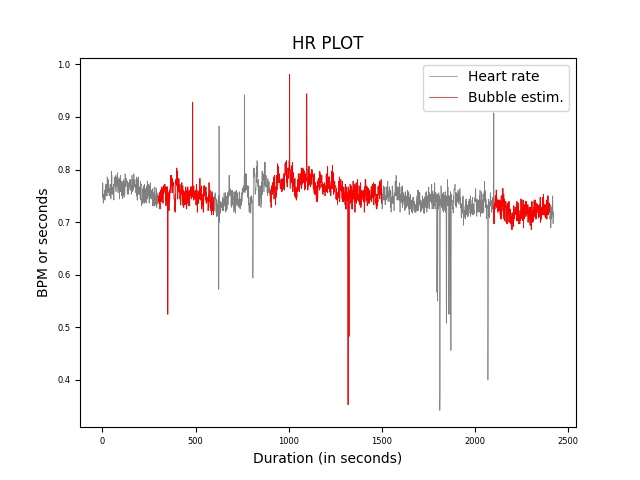 HR PLOT
Heart rate
Bubble estim.
1.0
0.9
0.8
0.7
0.6
0.5
0.4
BPM or seconds
0 500 1000 1500 2000 2500
Duration (in seconds)